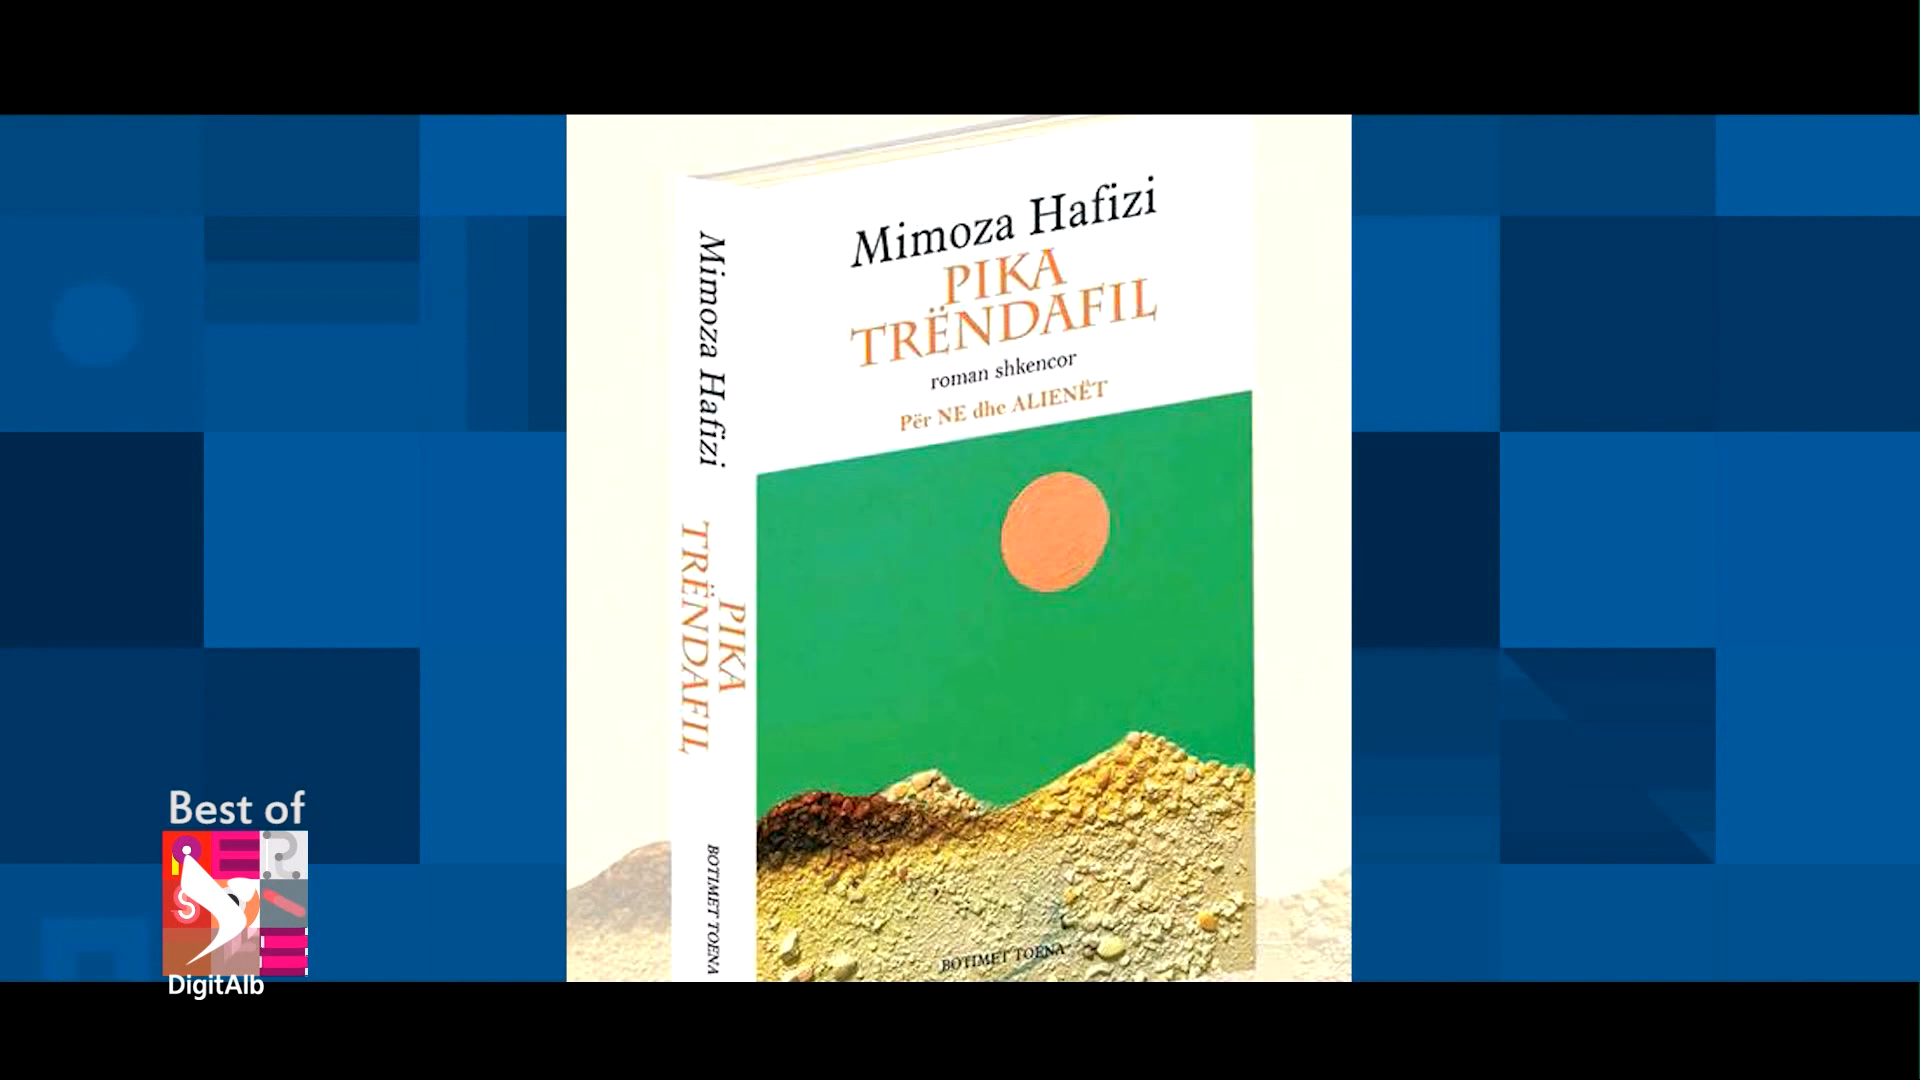 Mimoza Hafizi
PIKA
TRËNDAFIL
roman shkencor
Për NE dhe ALIENËT
BOTIMET TOENA
Mimoza Hafizi
PIKA
TRËNDAFIL
BOTIMET TOENA
Best of
DigitAlb